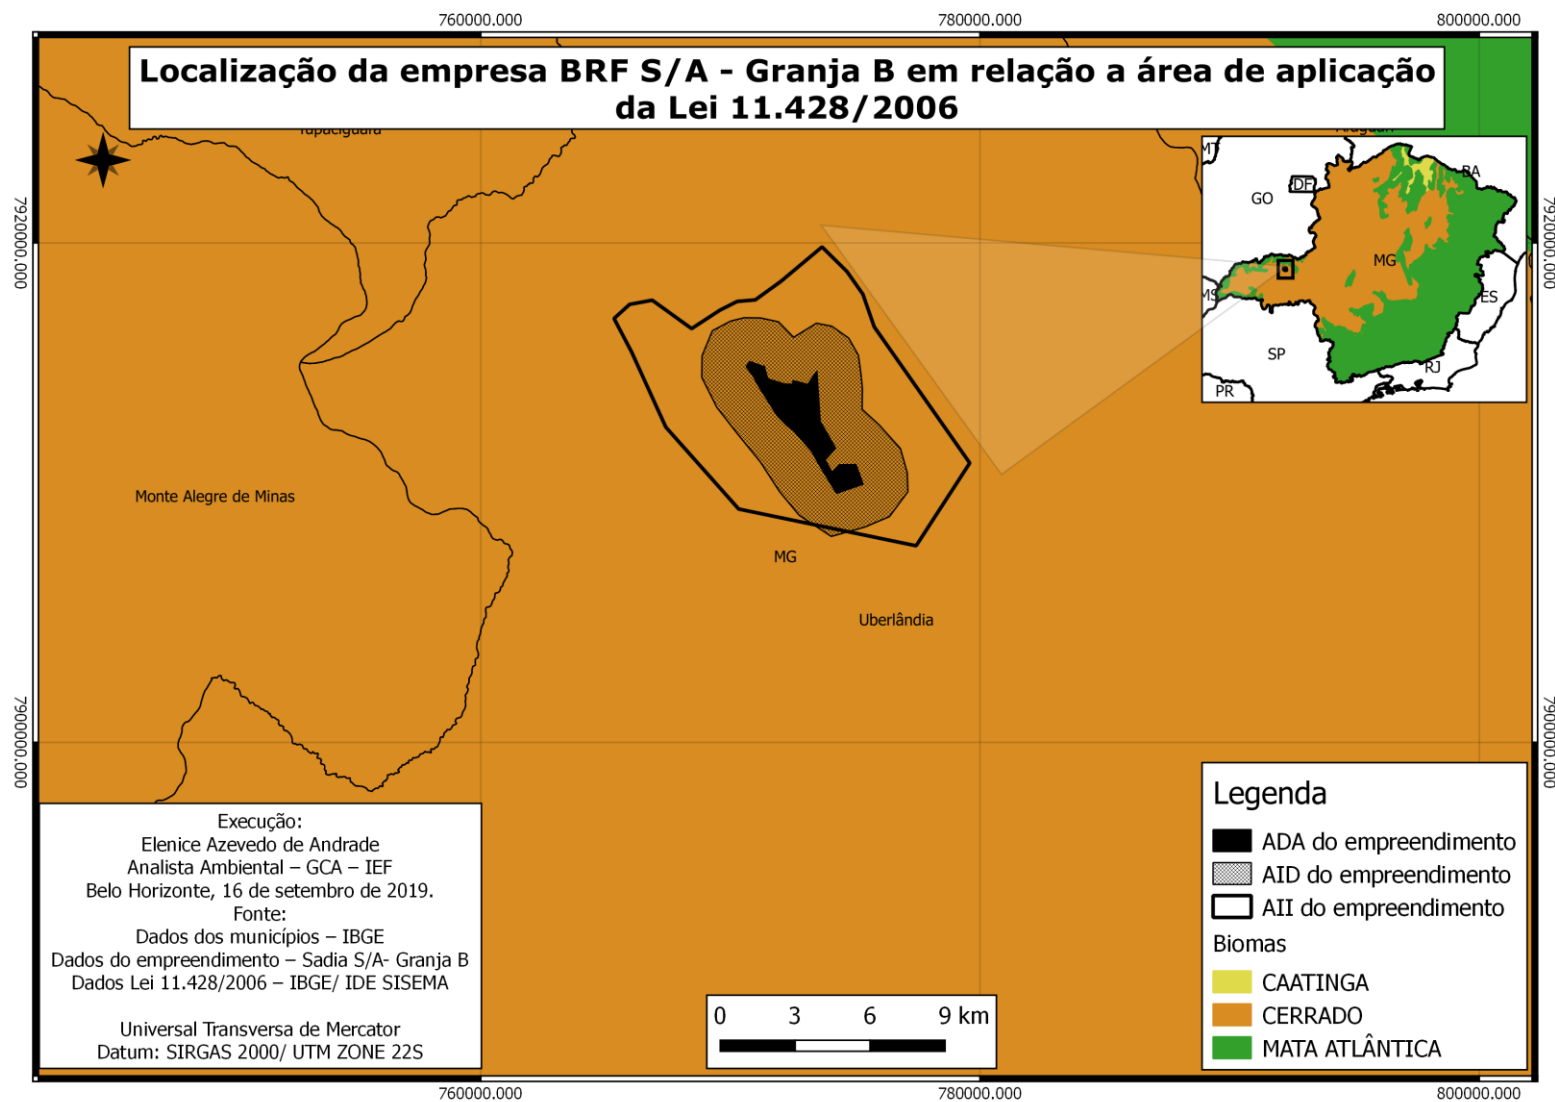 760000.000
780000.000
800000.000
Localização da empresa BRF S/A - Granja B em relação a área de aplicação
da Lei 11.428/2006
7920000.000
7920000.000
MT
BA
DF
GO
MG
MS
ES
SP
RJ
PR
Monte Alegre de Minas
MG
Uberlândia
7900000.000
7900000.000
Execução:
Elenice Azevedo de Andrade
Analista Ambiental – GCA – IEF
Belo Horizonte, 16 de setembro de 2019.
Fonte:
Dados dos municípios – IBGE
Dados do empreendimento – Sadia S/A- Granja B
Dados Lei 11.428/2006 – IBGE/ IDE SISEMA
Universal Transversa de Mercator
Datum: SIRGAS 2000/ UTM ZONE 22S
0 3 6 9 km
Legenda
ADA do empreendimento
AID do empreendimento
AII do empreendimento
Biomas
CAATINGA
CERRADO
MATA ATLÂNTICA
760000.000
780000.000
800000.000